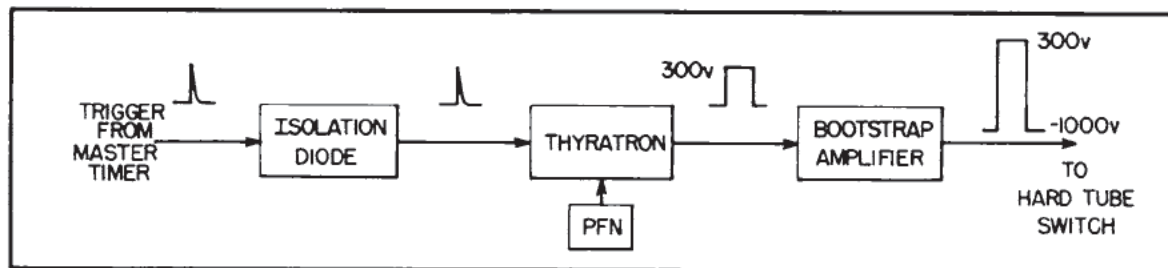 TRIGGER
FROM
MASTER
TIMER
ISOLATION
DIODE
THYRATRON
PFN
300v
BOOTSTRAP
AMPLIFIER
300v
-1000v
TO
HARD TUBE
SWITCH